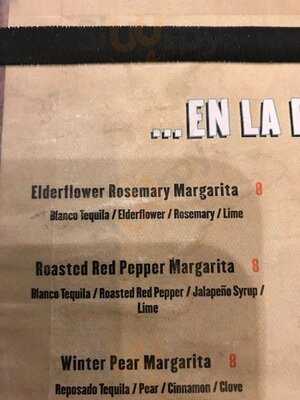 ...EN LA
Elderflower Rosemary Margarita 8
Blanco Tequila / Elderflower / Rosemary / Lime
Roasted Red Pepper Margarita 8
Blanco Tequila / Roasted Red Pepper / Jalapeño Syrup /
Lime
Winter Pear Margarita 8
Reposado Tequila / Pear / Cinnamon / Clove